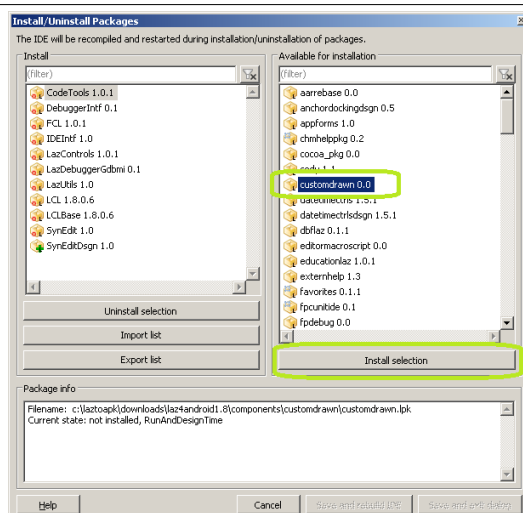 Install/Uninstall Packages
The IDE will be recompiled and restarted during installation/uninstallation of packages.
Install
(filter)
CodeTools 1.0.1
DebuggerIntf 0.1
FCL 1.0.1
IDEIntf 1.0
LazControls 1.0.1
LazDebuggerGdbmi 0.1
LazUtils 1.0
LCL 1.8.0.6
LCLBase 1.8.0.6
SynEdit 1.0
SynEditDsgn 1.0
Uninstall selection
Import list
Export list
Available for installation
(filter)
aarrebase 0.0
anchordockingdsgn 0.5
appforms 1.0
chmhelppkg 0.2
cocoa_pkg 0.0
cody 1.1
customdrawn 0.0
datetimectrls 1.5.1
datetimectrlsdsgn 1.5.1
dbflaz 0.1.1
editormacroscript 0.0
educationlaz 1.0.1
externhelp 1.3
favorites 0.1.1
fpcunitide 0.1
fpdebug 0.0
Install selection
Package info
Filename: c:\laztoapk\downloads\laz4android1.8\components\customdrawn\customdrawn.lpk
Current state: not installed, RunAndDesignTime
Help
Cancel
Save and rebuild IDE
Save and exit dialog